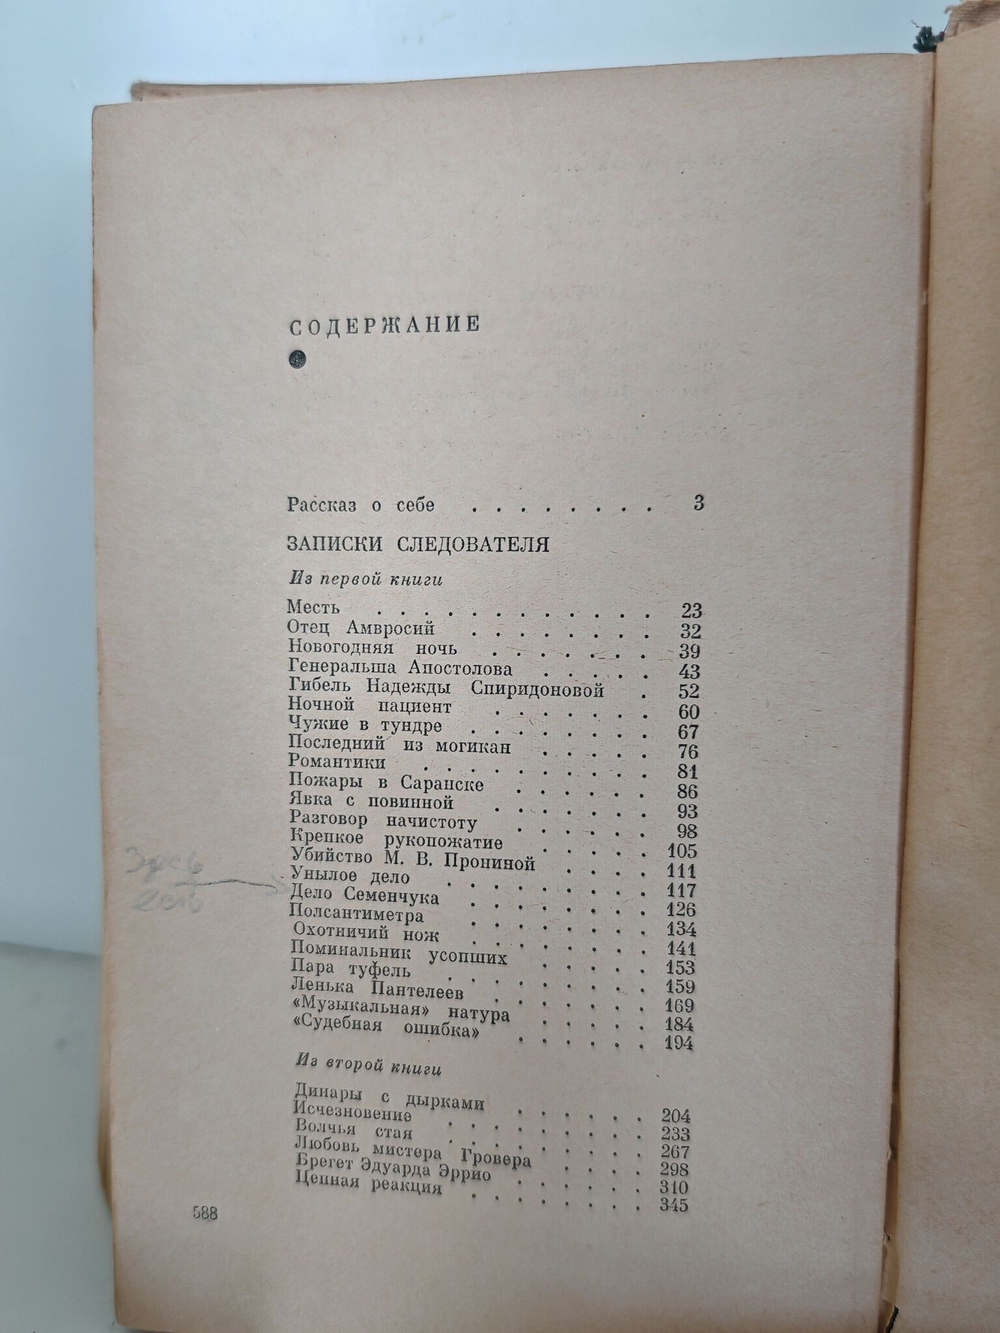 СОДЕРЖАНИЕ
Рассказ о себе . . . . . . . . 3
ЗАПИСКИ СЛЕДОВАТЕЛЯ
Из первой книги
Месть . . . . . . . . . . . . 23
Отец Амвросий . . . . . . . . 32
Новогодняя ночь . . . . . . . 39
Генеральша Апостолова . . . . . 43
Гибель Надежды Спиридоновой . 52
Ночной пациент . . . . . . . 60
Чужие в тундре . . . . . . . . 67
Последний из могикан . . . . . 76
Романтики . . . . . . . . . . 81
Пожары в Саранске . . . . . . 86
Явка с повинной . . . . . . . 93
Разговор начистоту . . . . . . 98
Крепкое рукопожатие . . . . . 105
Убийство М. В. Прониной . . . . 111
Унылое дело . . . . . . . . . 117
Дело Семенчука . . . . . . . . 126
Полсантиметра . . . . . . . . 134
Охотничий нож . . . . . . . . 141
Поминальник усопших . . . . . 153
Пара туфель . . . . . . . . . 159
Ленька Пантелеев . . . . . . . 169
«Музыкальная» натура . . . . . 184
«Судебная ошибка» . . . . . . 194
Из второй книги
Динары с дырками . . . . . . 204
Исчезновение . . . . . . . . . 233
Волчья стая . . . . . . . . . 267
Любовь мистера Гровера . . . . 298
Брегет Эдуарда Эррио . . . . . . 310
Цепная реакция . . . . . . . . 345
588